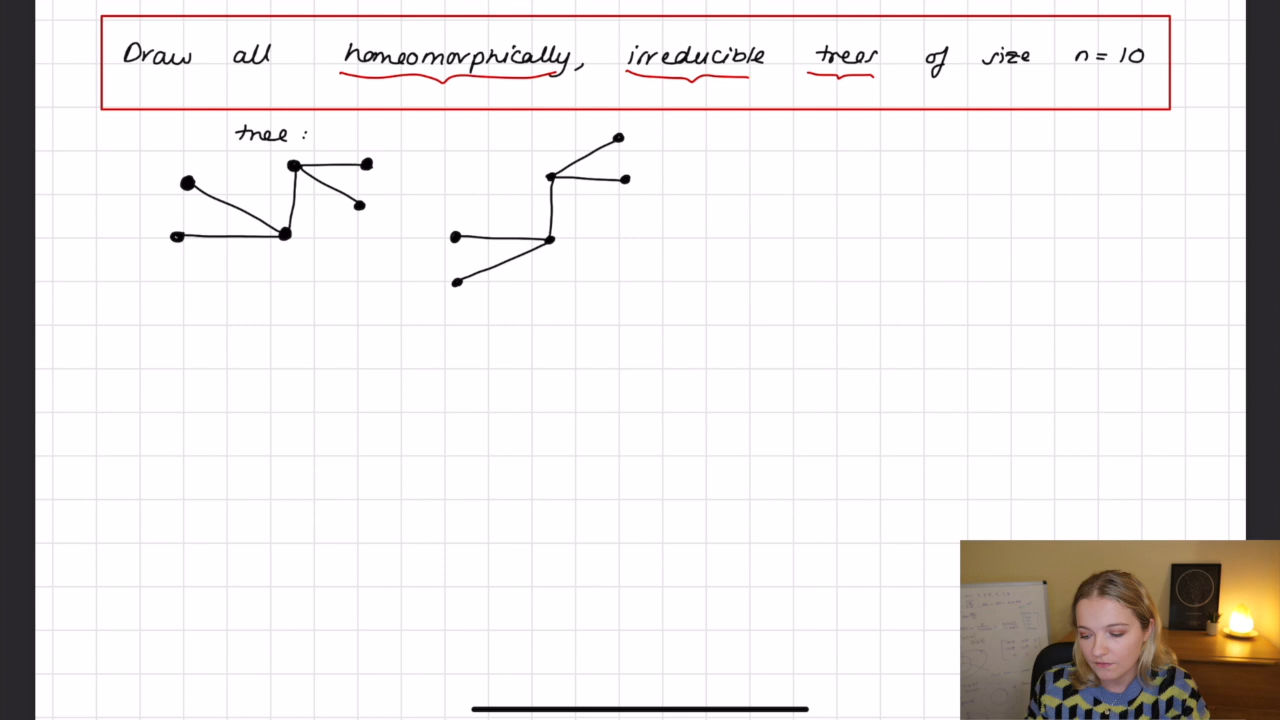 Draw all homeomorphically, irreducible trees of size n = 10
tree :